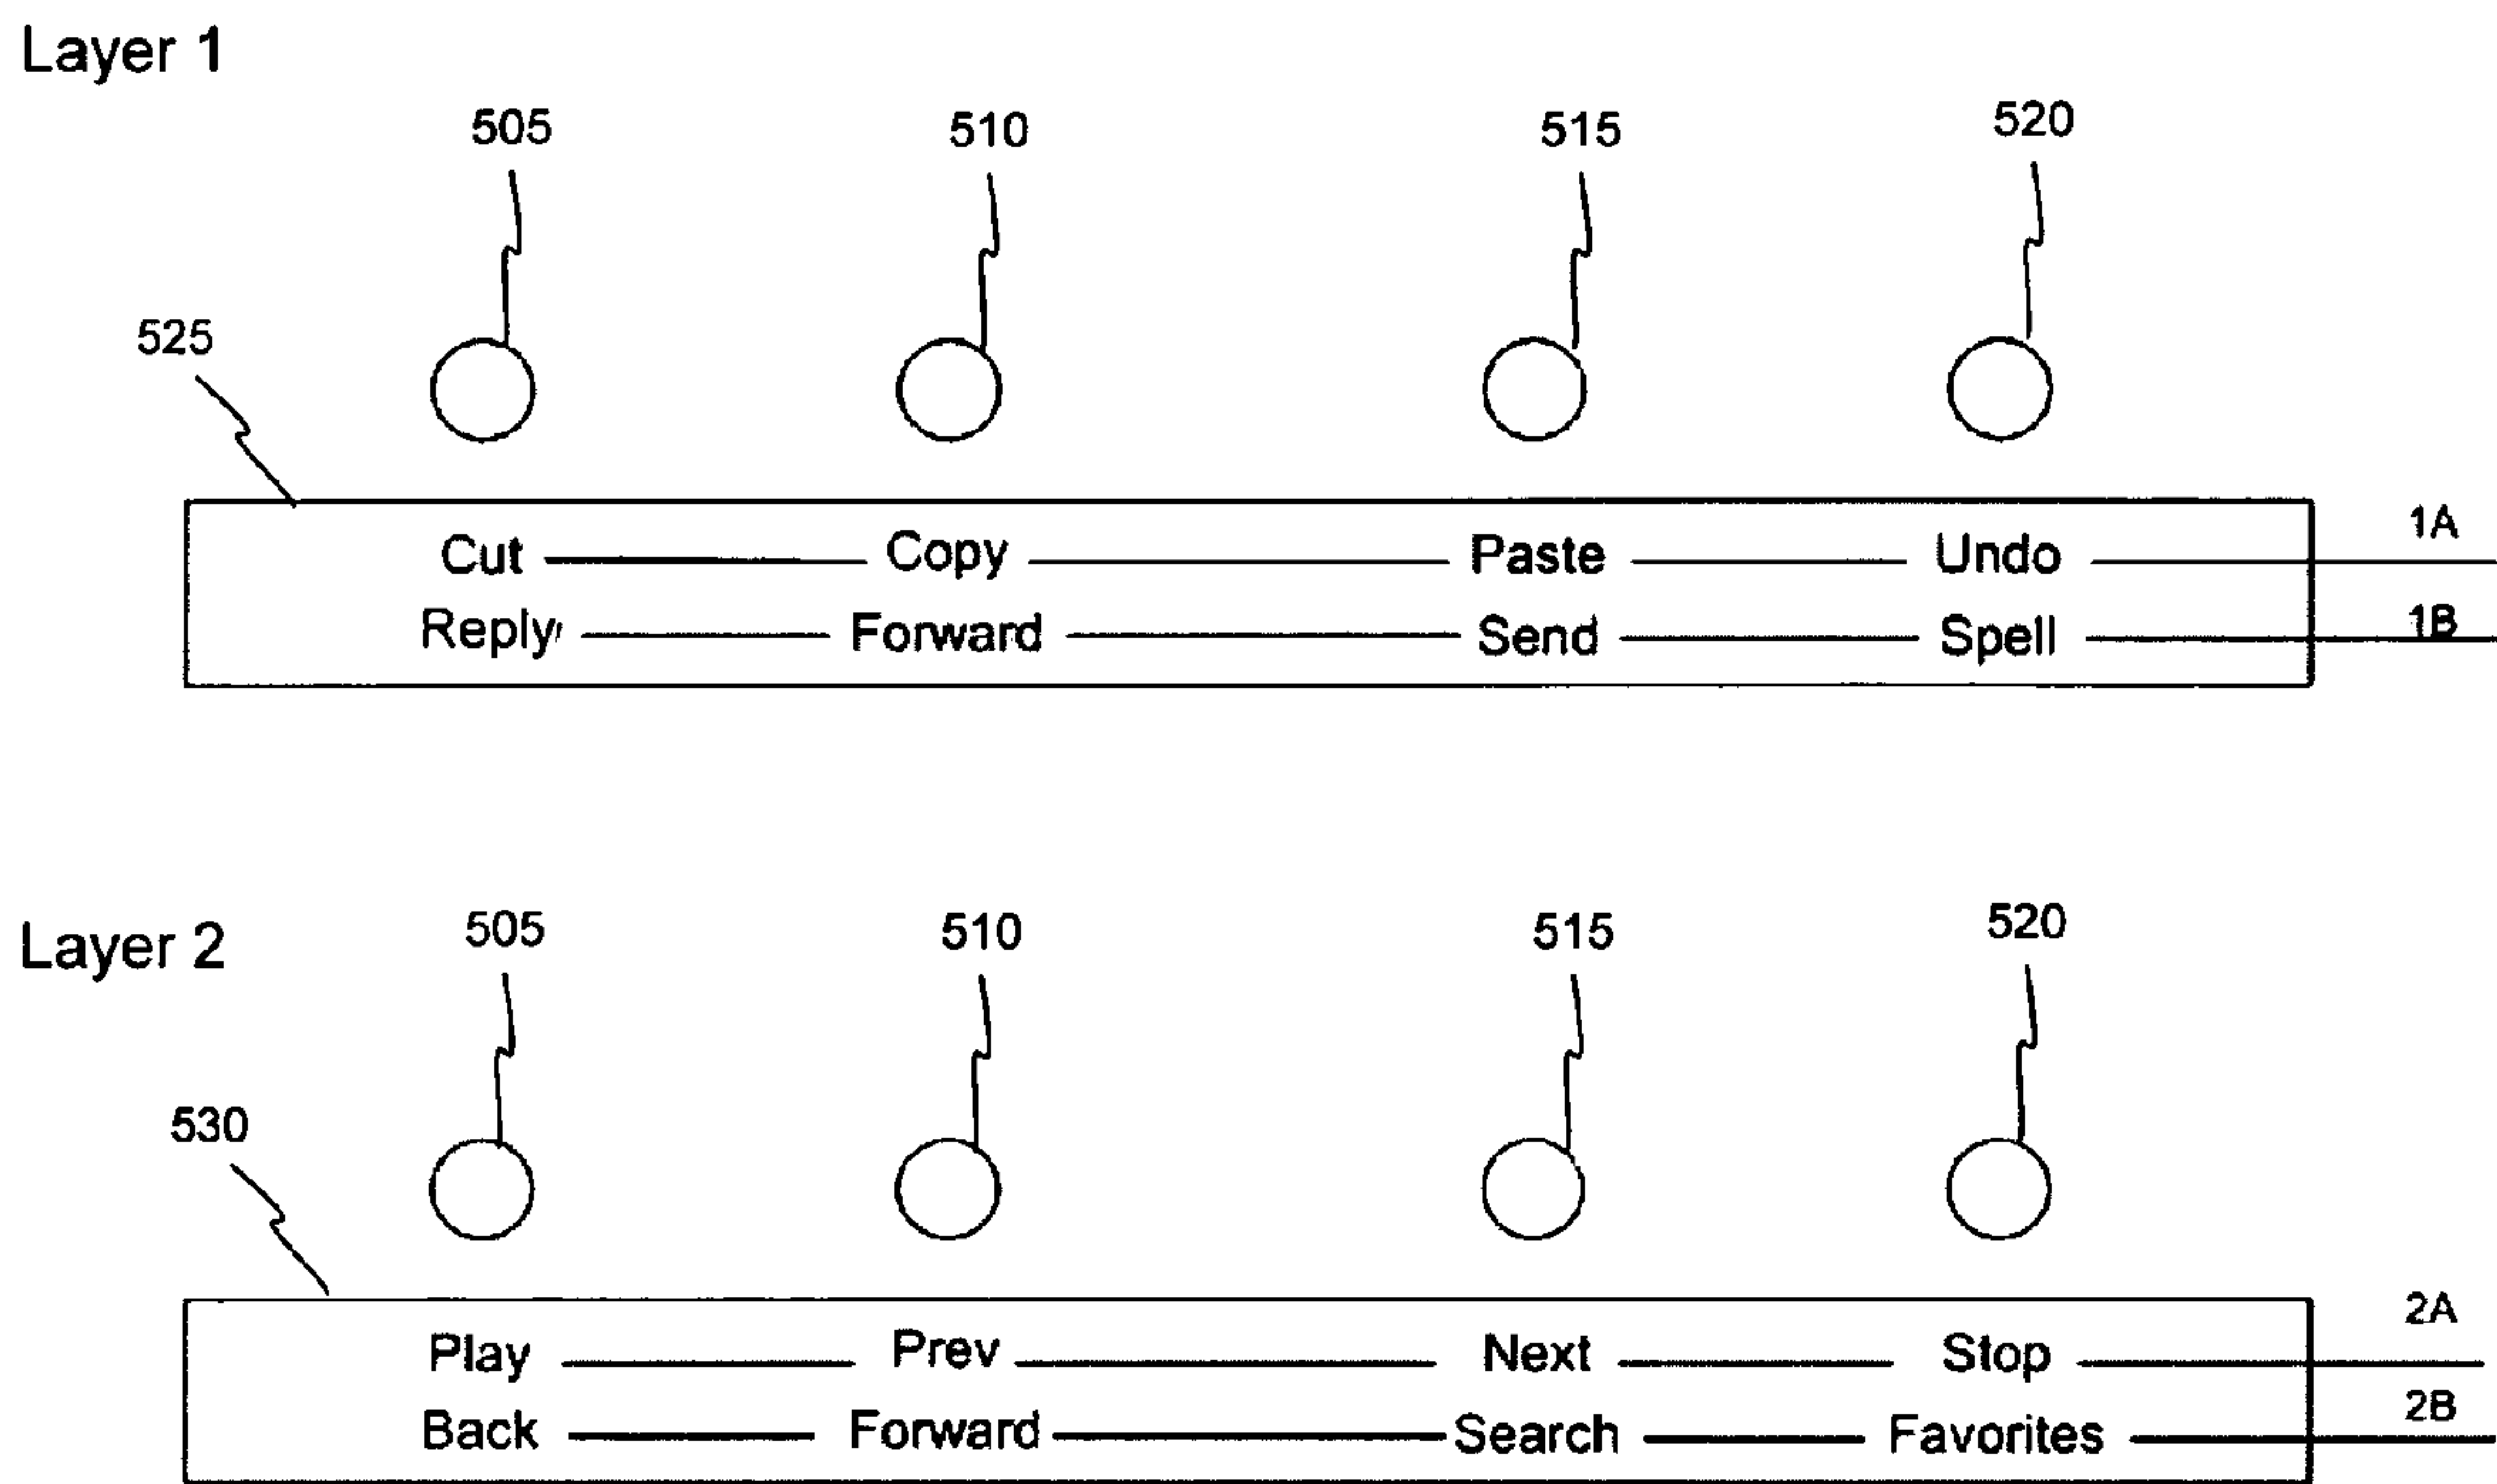 Layer 1
505 510 515 520
525
Cut Copy Paste Undo 1A
Reply Forward Send Spell 1B
Layer 2 505 510 515 520
530
Play Prev Next Stop 2A
Back Forward Search Favorites 2B